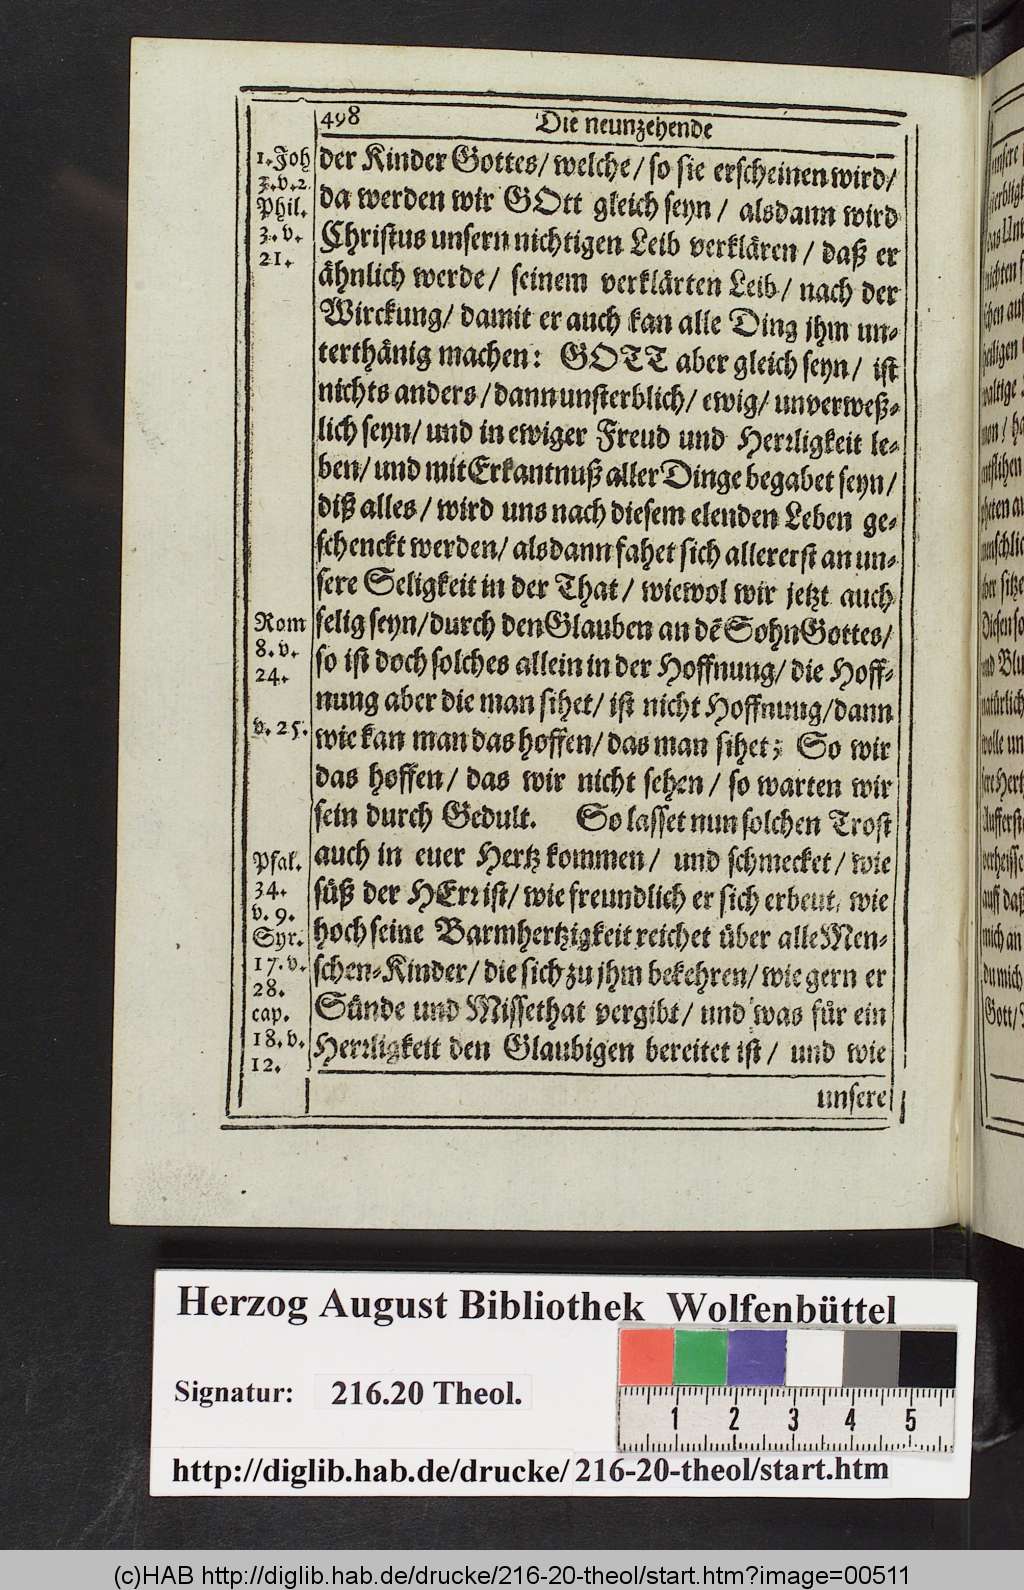 498
Die neunzehende
1. Joh
3. v. 2.
Phil.
3. v.
21.
der Kinder Gottes/ welche/ so sie erscheinen wird/
da werden wir GOtt gleich seyn / alsdann wird
Christus unsern nichtigen Leib verklären / daß er
ähnlich werde/ seinem verklärten Leib/ nach der
Wirckung/ damit er auch kan alle Ding jhm un-
terthänig machen: GOTT aber gleich seyn/ ist
nichts anders / dann unsterblich/ ewig/ unverweß-
lich seyn/ und in ewiger Freud und Herrligkeit le-
ben/ und mit Erkantnuß aller Dinge begabet seyn/
diß alles / wird uns nach diesem elenden Leben ge-
schenckt werden/ alsdann fahet sich allererst an un-
sere Seligkeit in der That / wiewol wir jetzt auch
Rom
8. v.
24.
selig seyn/durch den Glauben an dẽ Sohn Gottes/
so ist doch solches allein in der Hoffnung/ die Hoff-
nung aber die man sihet/ ist nicht Hoffnung/dann
v. 25.
wie kan man das hoffen/ das man sihet; So wir
das hoffen/ das wir nicht sehen/ so warten wir
sein durch Gedult. So lasset nun solchen Trost
Psal.
34.
v. 9.
Syr.
17. v.
28.
cap.
18. v.
12.
auch in euer Hertz kommen/ und schmecket/ wie
süß der HErr ist/ wie freundlich er sich erbeut, wie
hoch seine Barmhertzigkeit reichet über alle Men-
schen-Kinder/ die sich zu jhm bekehren/ wie gern er
Sünde und Missethat vergibt/ und was für ein
Herrligkeit den Glaubigen bereitet ist / und wie
unsere
Herzog August Bibliothek Wolfenbüttel
Signatur: 216.20 Theol.
1 2 3 4 5
http://diglib.hab.de/drucke/216-20-theol/start.htm
(c)HAB http://diglib.hab.de/drucke/216-20-theol/start.htm?image=00511